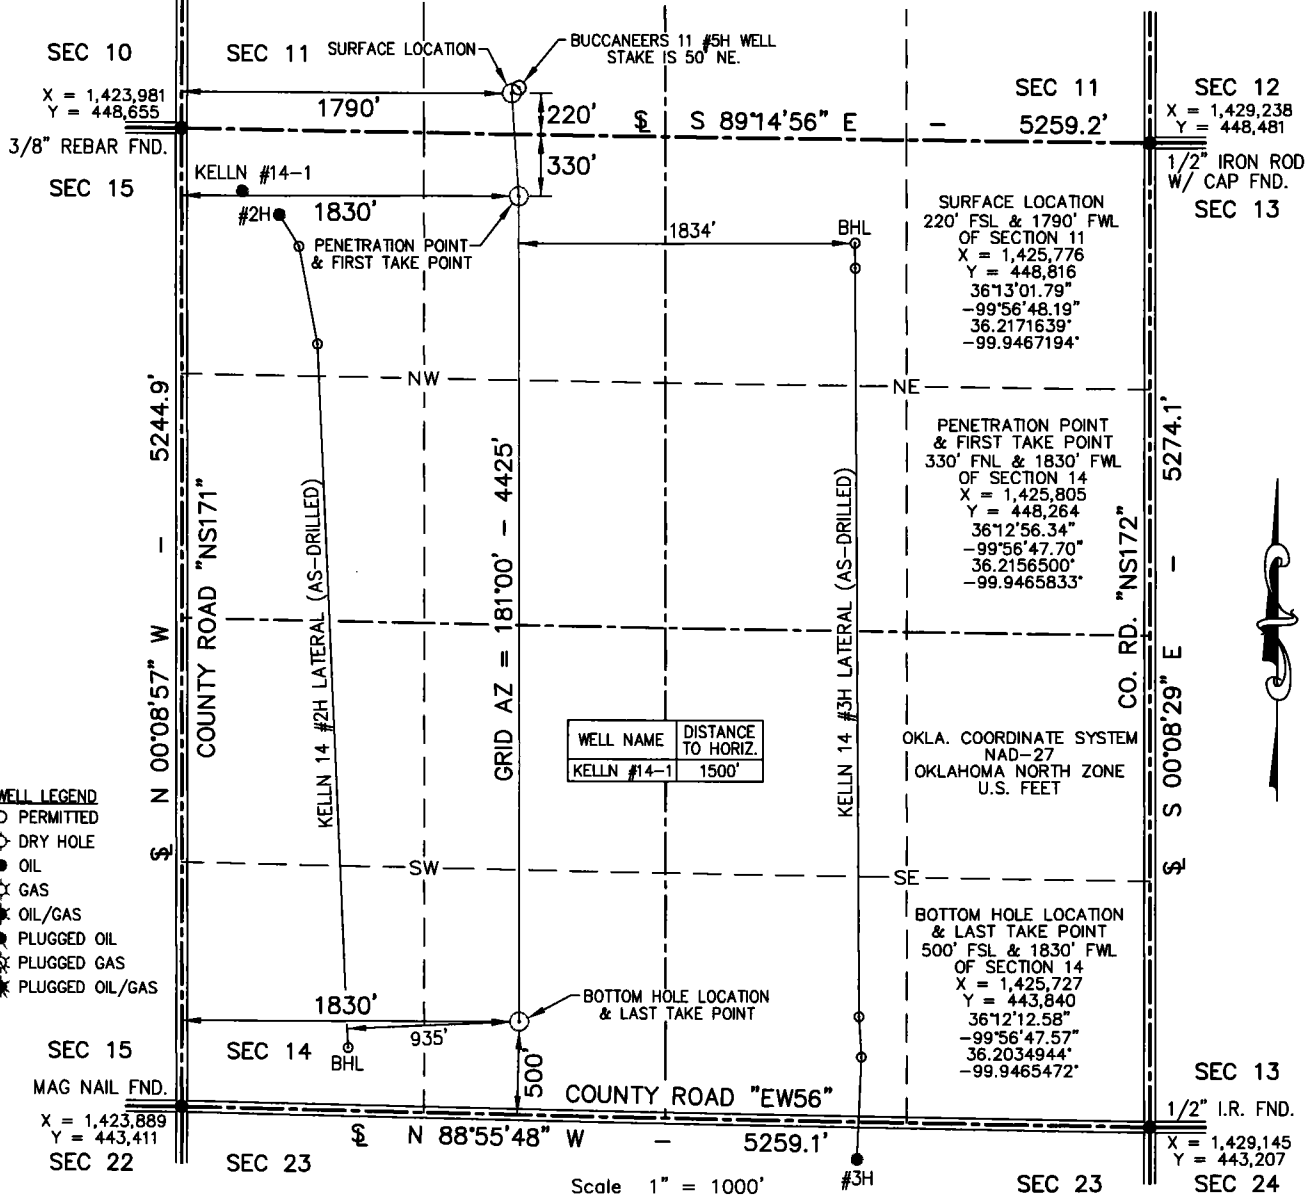 SEC 10
SEC 11
SURFACE LOCATION
BUCCANEERS 11 #5H WELL
STAKE IS 50' NE.
SEC 11
SEC 12
X = 1,423,981
Y = 448,655
1790'
220'
℄ S 89°14'56" E - 5259.2'
X = 1,429,238
Y = 448,481
3/8" REBAR FND.
330'
1/2" IRON ROD
W/ CAP FND.
SEC 15
KELLN #14-1
#2H
1830'
SEC 13
PENETRATION POINT
& FIRST TAKE POINT
1834'
BHL
SURFACE LOCATION
220' FSL & 1790' FWL
OF SECTION 11
X = 1,425,776
Y = 448,816
36°13'01.79"
-99°56'48.19"
36.2171639°
-99.9467194°
NW
NE
PENETRATION POINT
& FIRST TAKE POINT
330' FNL & 1830' FWL
OF SECTION 14
X = 1,425,805
Y = 448,264
36°12'56.34"
-99°56'47.70"
36.2156500°
-99.9465833°
℄ N 00°08'57" W - 5244.9'
COUNTY ROAD "NS171"
KELLN 14 #2H LATERAL (AS-DRILLED)
GRID AZ = 181°00' - 4425'
KELLN 14 #3H LATERAL (AS-DRILLED)
CO. RD. "NS172"
℄ S 00°08'29" E - 5274.1'
WELL NAME
DISTANCE
TO HORIZ.
KELLN #14-1
1500'
OKLA. COORDINATE SYSTEM
NAD-27
OKLAHOMA NORTH ZONE
U.S. FEET
WELL LEGEND
PERMITTED
DRY HOLE
OIL
GAS
OIL/GAS
PLUGGED OIL
PLUGGED GAS
PLUGGED OIL/GAS
SW
SE
BOTTOM HOLE LOCATION
& LAST TAKE POINT
500' FSL & 1830' FWL
OF SECTION 14
X = 1,425,727
Y = 443,840
36°12'12.58"
-99°56'47.57"
36.2034944°
-99.9465472°
1830'
935'
BOTTOM HOLE LOCATION
& LAST TAKE POINT
SEC 15
SEC 14
BHL
500'
SEC 13
MAG NAIL FND.
COUNTY ROAD "EW56"
1/2" I.R. FND.
X = 1,423,889
Y = 443,411
℄ N 88°55'48" W - 5259.1'
X = 1,429,145
Y = 443,207
SEC 22
SEC 23
#3H
SEC 23
SEC 24
Scale 1" = 1000'